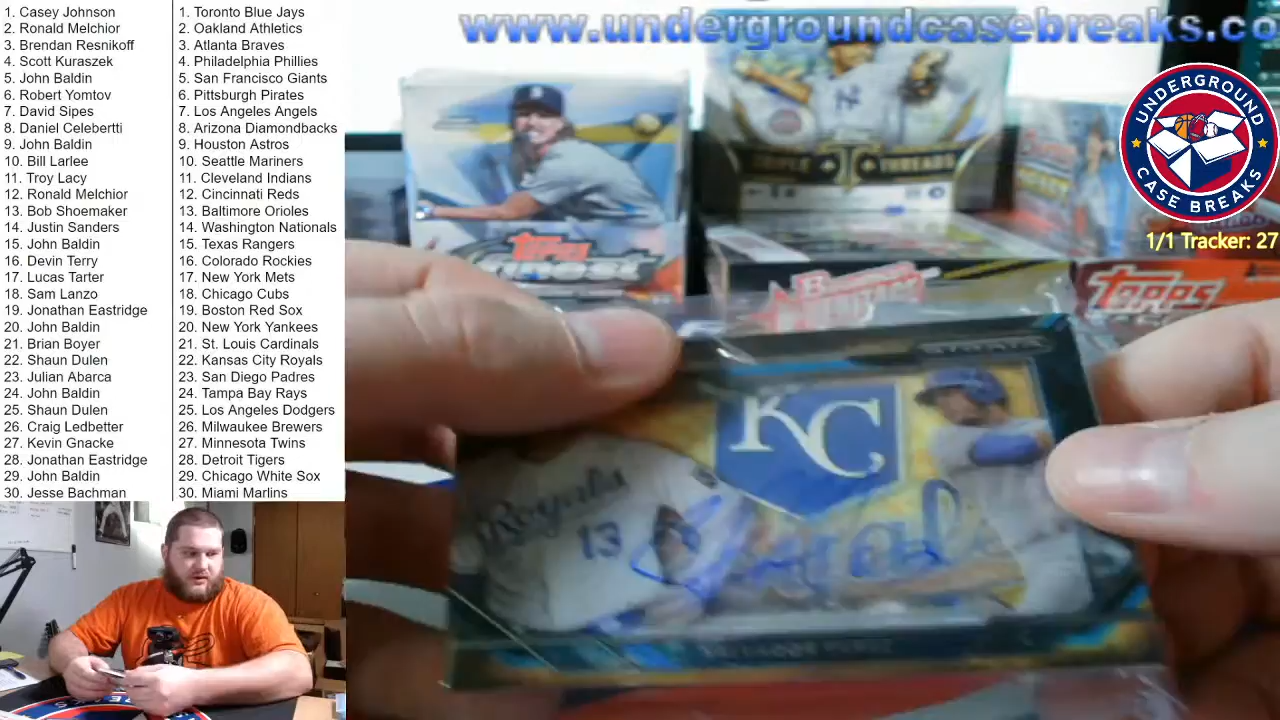 1. Casey Johnson
2. Ronald Melchior
3. Brendan Resnikoff
4. Scott Kuraszek
5. John Baldin
6. Robert Yomtov
7. David Sipes
8. Daniel Celebertti
9. John Baldin
10. Bill Larlee
11. Troy Lacy
12. Ronald Melchior
13. Bob Shoemaker
14. Justin Sanders
15. John Baldin
16. Devin Terry
17. Lucas Tarter
18. Sam Lanzo
19. Jonathan Eastridge
20. John Baldin
21. Brian Boyer
22. Shaun Dulen
23. Julian Abarca
24. John Baldin
25. Shaun Dulen
26. Craig Ledbetter
27. Kevin Gnacke
28. Jonathan Eastridge
29. John Baldin
30. Jesse Bachman
1. Toronto Blue Jays
2. Oakland Athletics
3. Atlanta Braves
4. Philadelphia Phillies
5. San Francisco Giants
6. Pittsburgh Pirates
7. Los Angeles Angels
8. Arizona Diamondbacks
9. Houston Astros
10. Seattle Mariners
11. Cleveland Indians
12. Cincinnati Reds
13. Baltimore Orioles
14. Washington Nationals
15. Texas Rangers
16. Colorado Rockies
17. New York Mets
18. Chicago Cubs
19. Boston Red Sox
20. New York Yankees
21. St. Louis Cardinals
22. Kansas City Royals
23. San Diego Padres
24. Tampa Bay Rays
25. Los Angeles Dodgers
26. Milwaukee Brewers
27. Minnesota Twins
28. Detroit Tigers
29. Chicago White Sox
30. Miami Marlins
www.undergroundcasebreaks.co
UNDERGROUND
CASE BREAKS
1/1 Tracker: 27
Topps
finest
TRIPLE THREADS
Topps
STRATA
KC
Royals
13